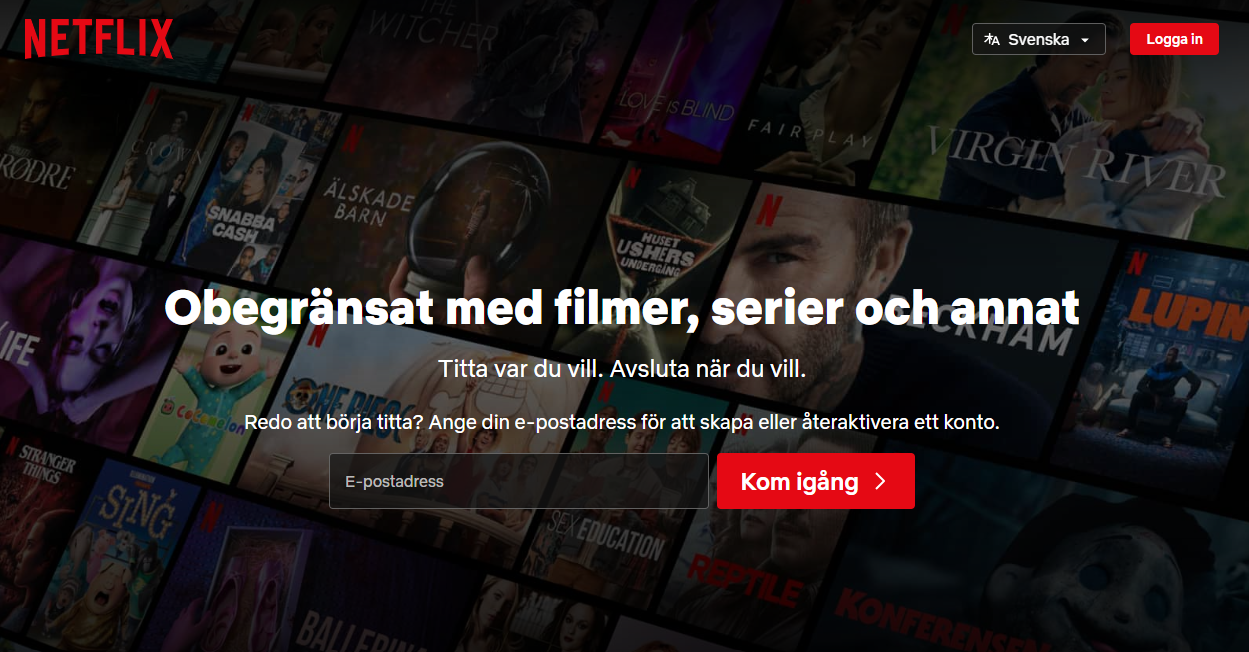 NETFLIX
Svenska
Logga in
THE
WITCHER
LOVE IS BLIND
FAIR PLAY
VIRGIN RIVER
RÖDRE
CROWN
SNABBA
CASH
ÄLSKADE
BARN
HUSET
USHERS
UNDERGÅNG
Obegränsat med filmer, serier och annat
BECKHAM
LUPIN
/LIFE
Titta var du vill. Avsluta när du vill.
ONE PIECE
CoComelon
Redo att börja titta? Ange din e-postadress för att skapa eller återaktivera ett konto.
STRANGER
THINGS
E-postadress
Kom igång
SING
SEX EDUCATION
REPTILE
BALLERINA
KONFERENSEN